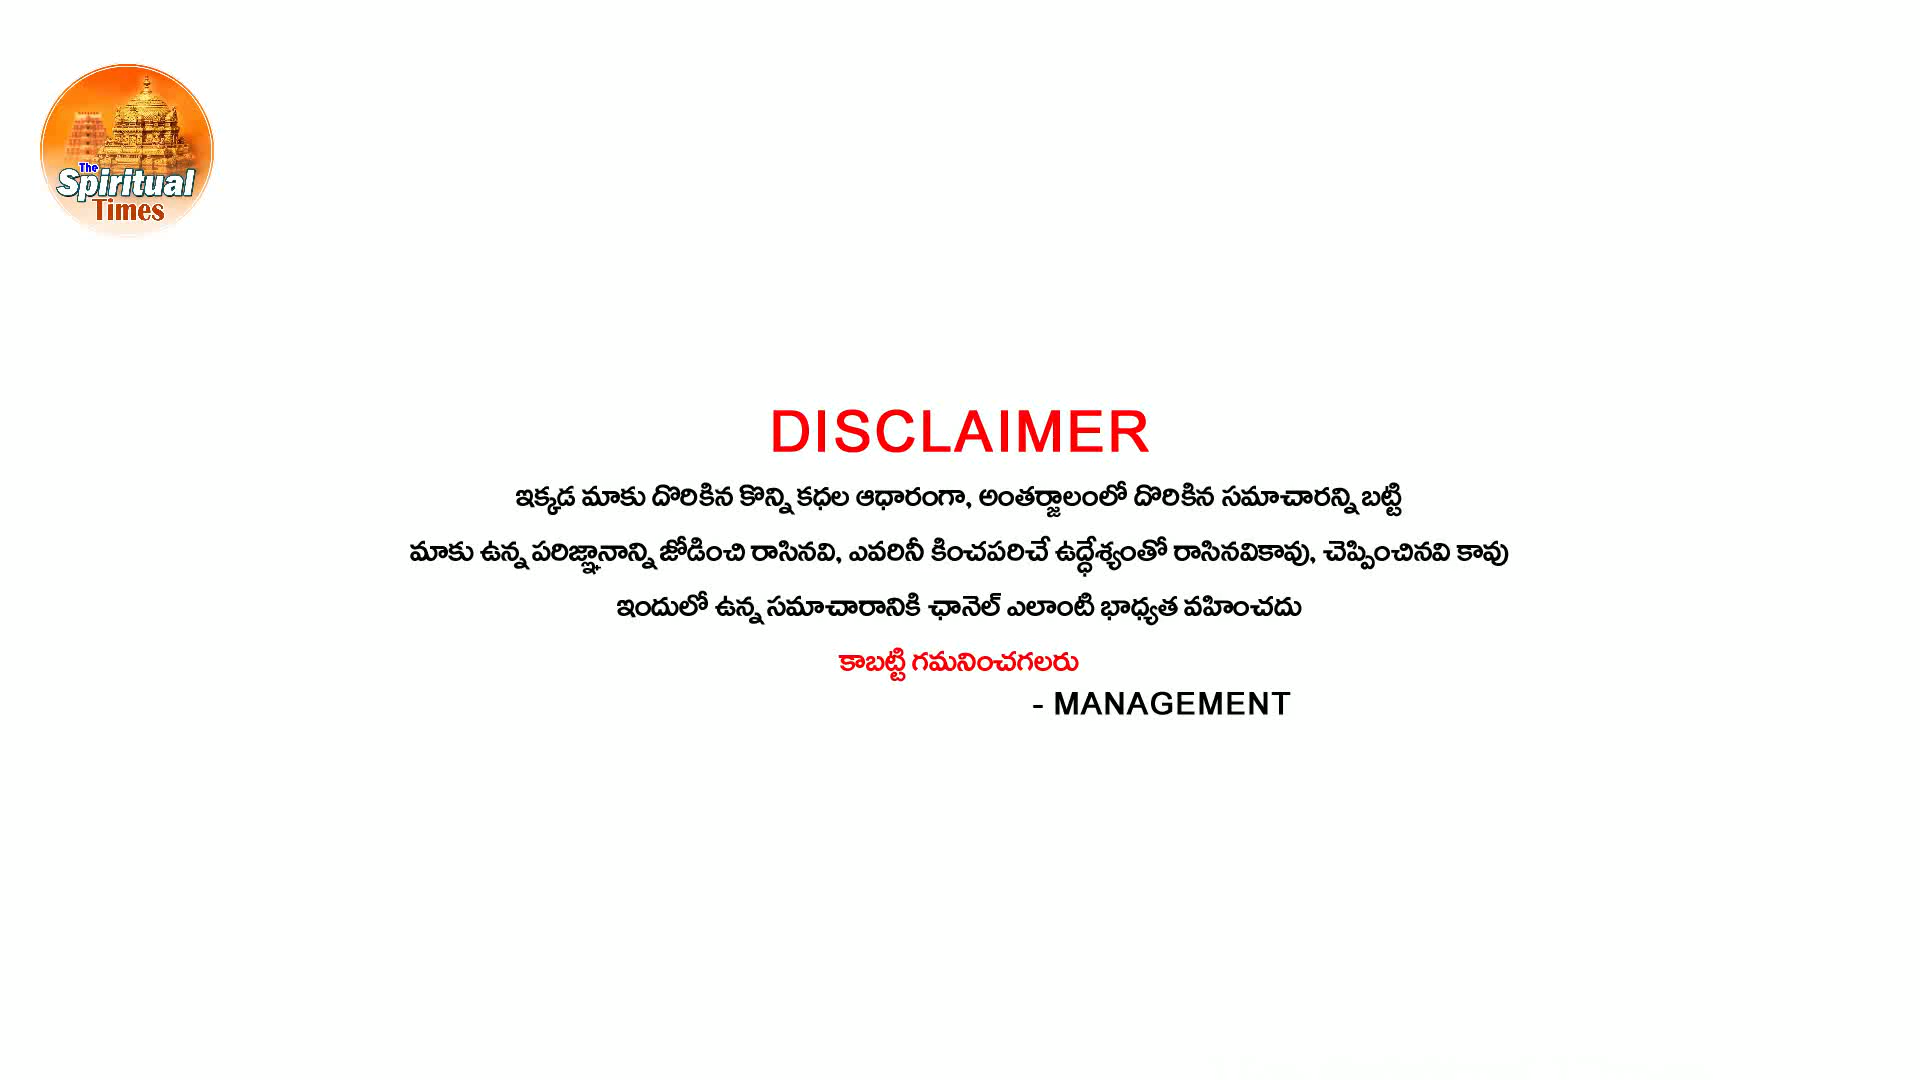 The
Spiritual
Times
DISCLAIMER
ఇక్కడ మాకు దొరికిన కొన్ని కధల ఆధారంగా, అంతర్జాలంలో దొరికిన సమాచారన్ని బట్టి
మాకు ఉన్న పరిజ్ఞానాన్ని జోడించి రాసినవి, ఎవరినీ కించపరిచే ఉద్ధేశ్యంతో రాసినవికావు, చెప్పించినవి కావు
ఇందులో ఉన్న సమాచారానికి ఛానెల్ ఎలాంటి భాధ్యత వహించదు
కాబట్టి గమనించగలరు
- MANAGEMENT